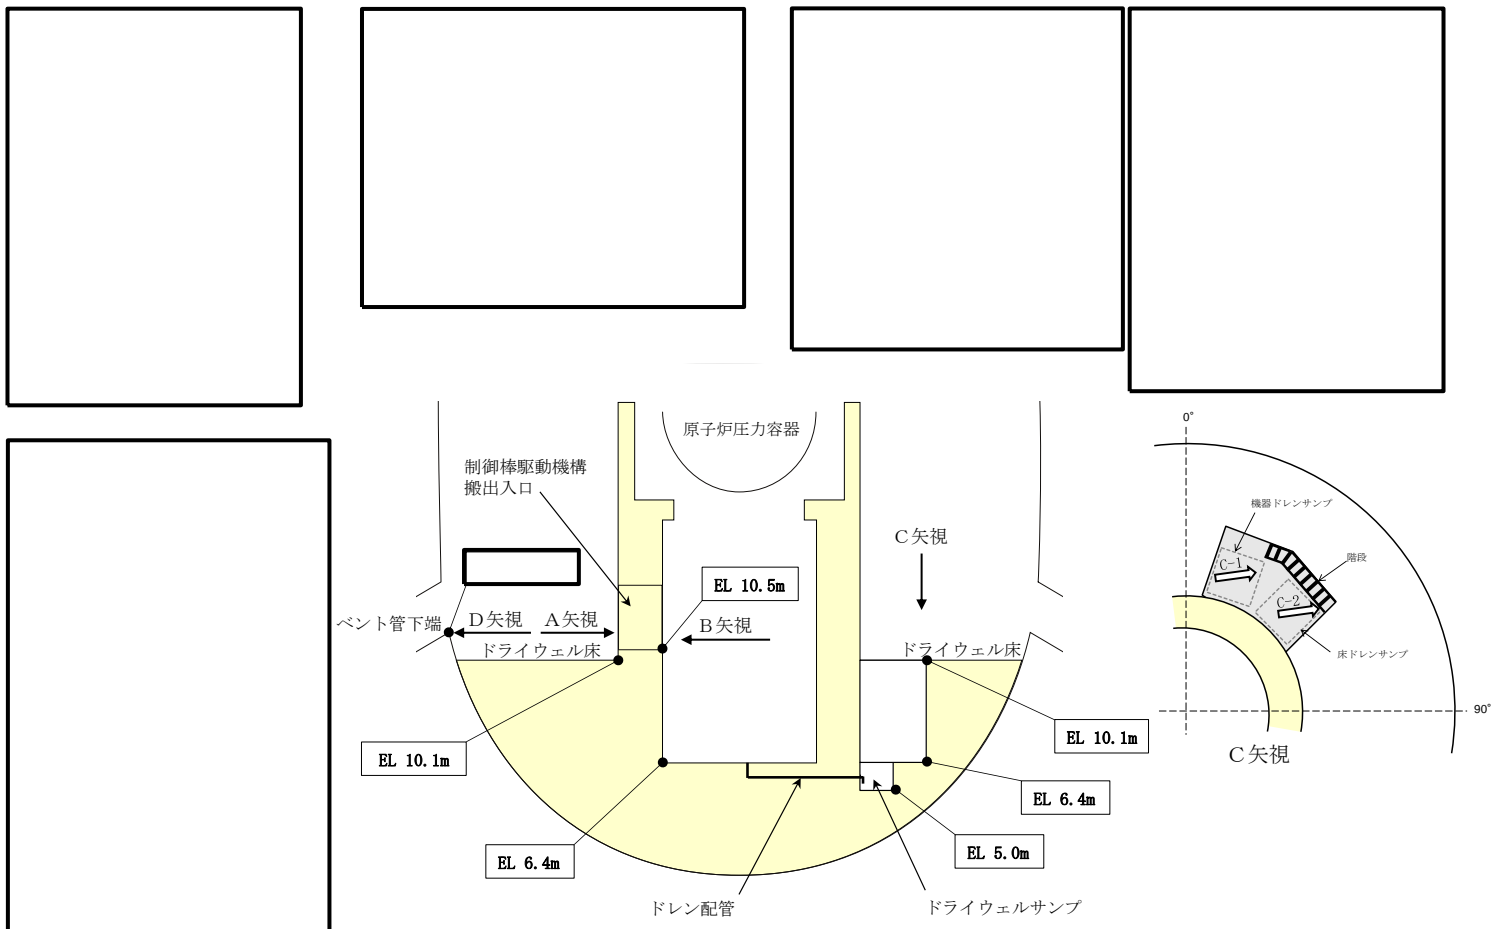 原子炉圧力容器
制御棒駆動機構
搬出入口
C矢視
EL 10.5m
ベント管下端
D矢視
A矢視
B矢視
ドライウェル床
ドライウェル床
EL 10.1m
EL 10.1m
EL 6.4m
EL 6.4m
EL 5.0m
ドレン配管
ドライウェルサンプ
0°
機器ドレンサンプ
階段
C-1
C-2
床ドレンサンプ
90°
C矢視